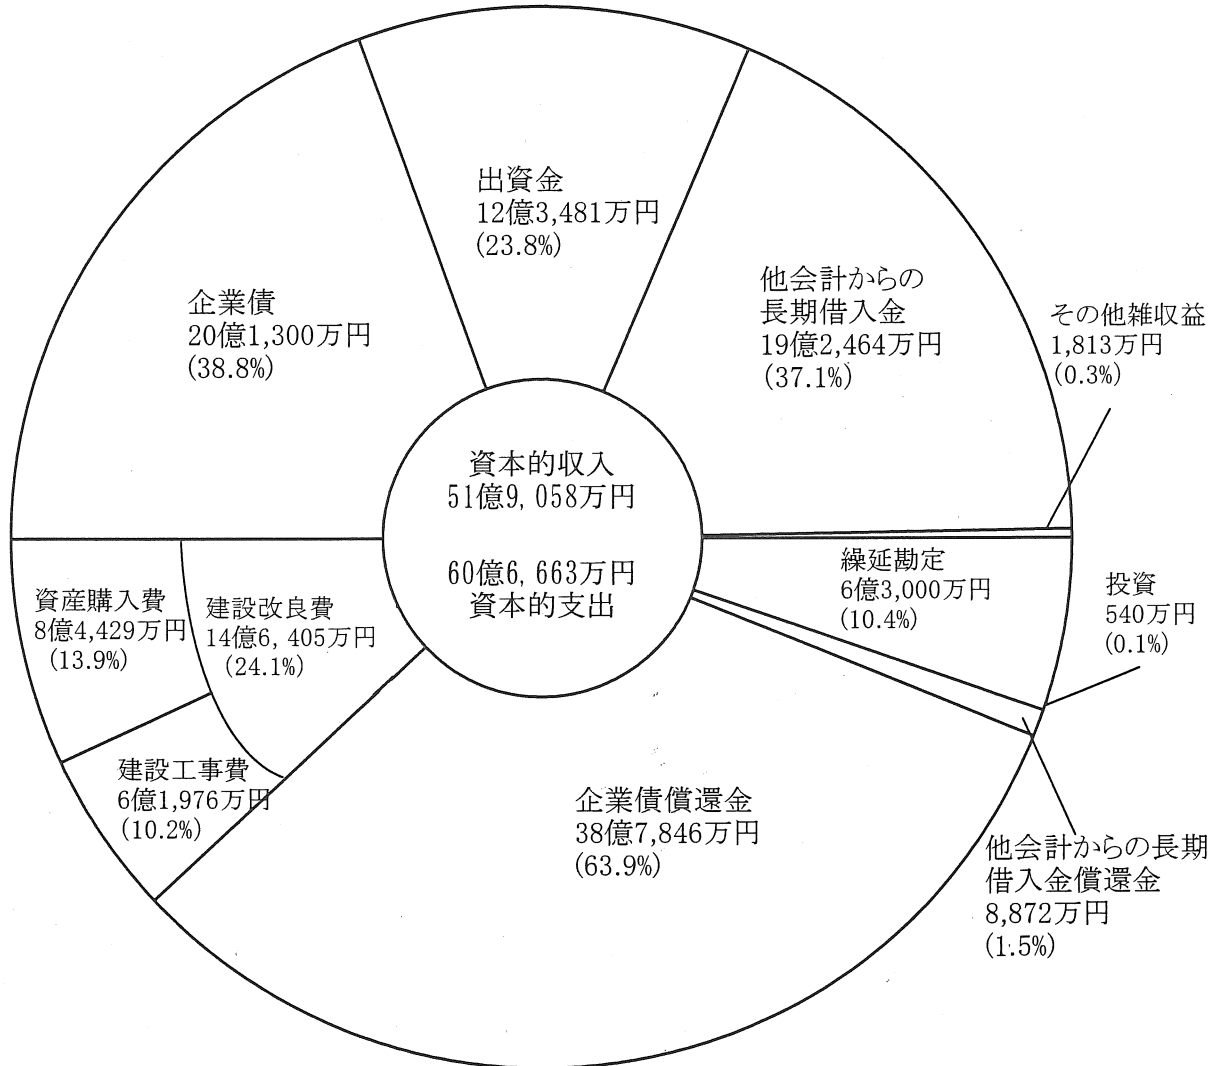 出資金
12億3,481万円
(23.8%)
企業債
20億1,300万円
(38.8%)
他会計からの
長期借入金
19億2,464万円
(37.1%)
その他雑収益
1,813万円
(0.3%)
資本的収入
51億9,058万円
60億6,663万円
資本的支出
資産購入費
8億4,429万円
(13.9%)
建設改良費
14億6,405万円
(24.1%)
建設工事費
6億1,976万円
(10.2%)
繰延勘定
6億3,000万円
(10.4%)
投資
540万円
(0.1%)
企業債償還金
38億7,846万円
(63.9%)
他会計からの長期
借入金償還金
8,872万円
(1.5%)